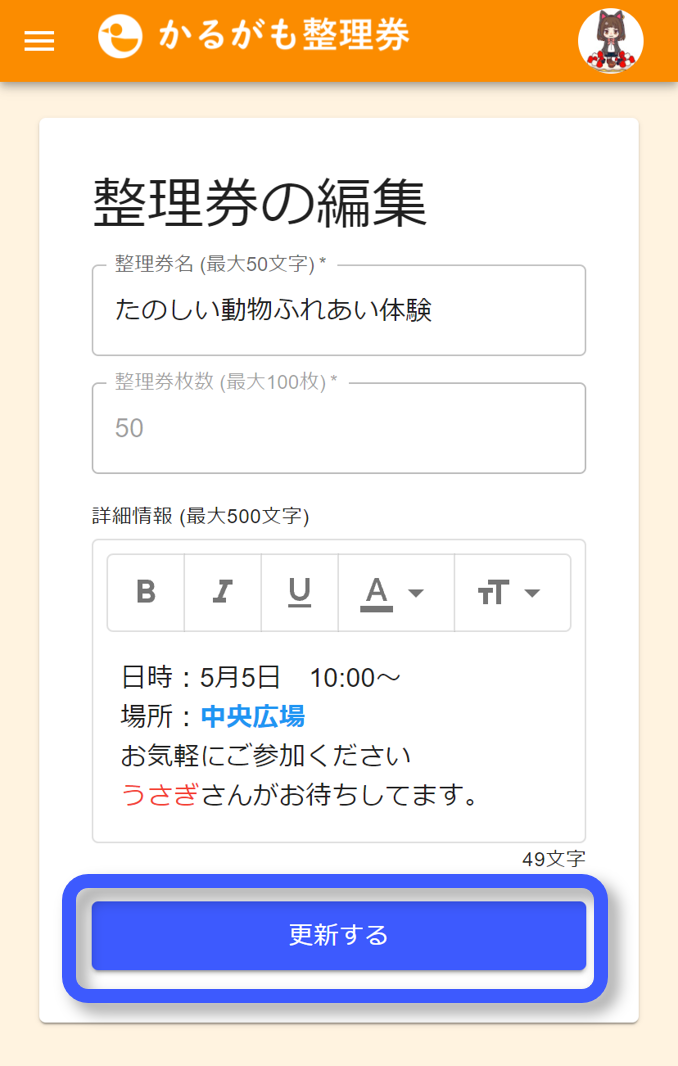 かるがも整理券
整理券の編集
整理券名 (最大50文字) *
たのしい動物ふれあい体験
整理券枚数 (最大100枚) *
50
詳細情報 (最大500文字)
B I U A TT
日時：5月5日　10:00～
場所：中央広場
お気軽にご参加ください
うさぎさんがお待ちしてます。
49文字
更新する